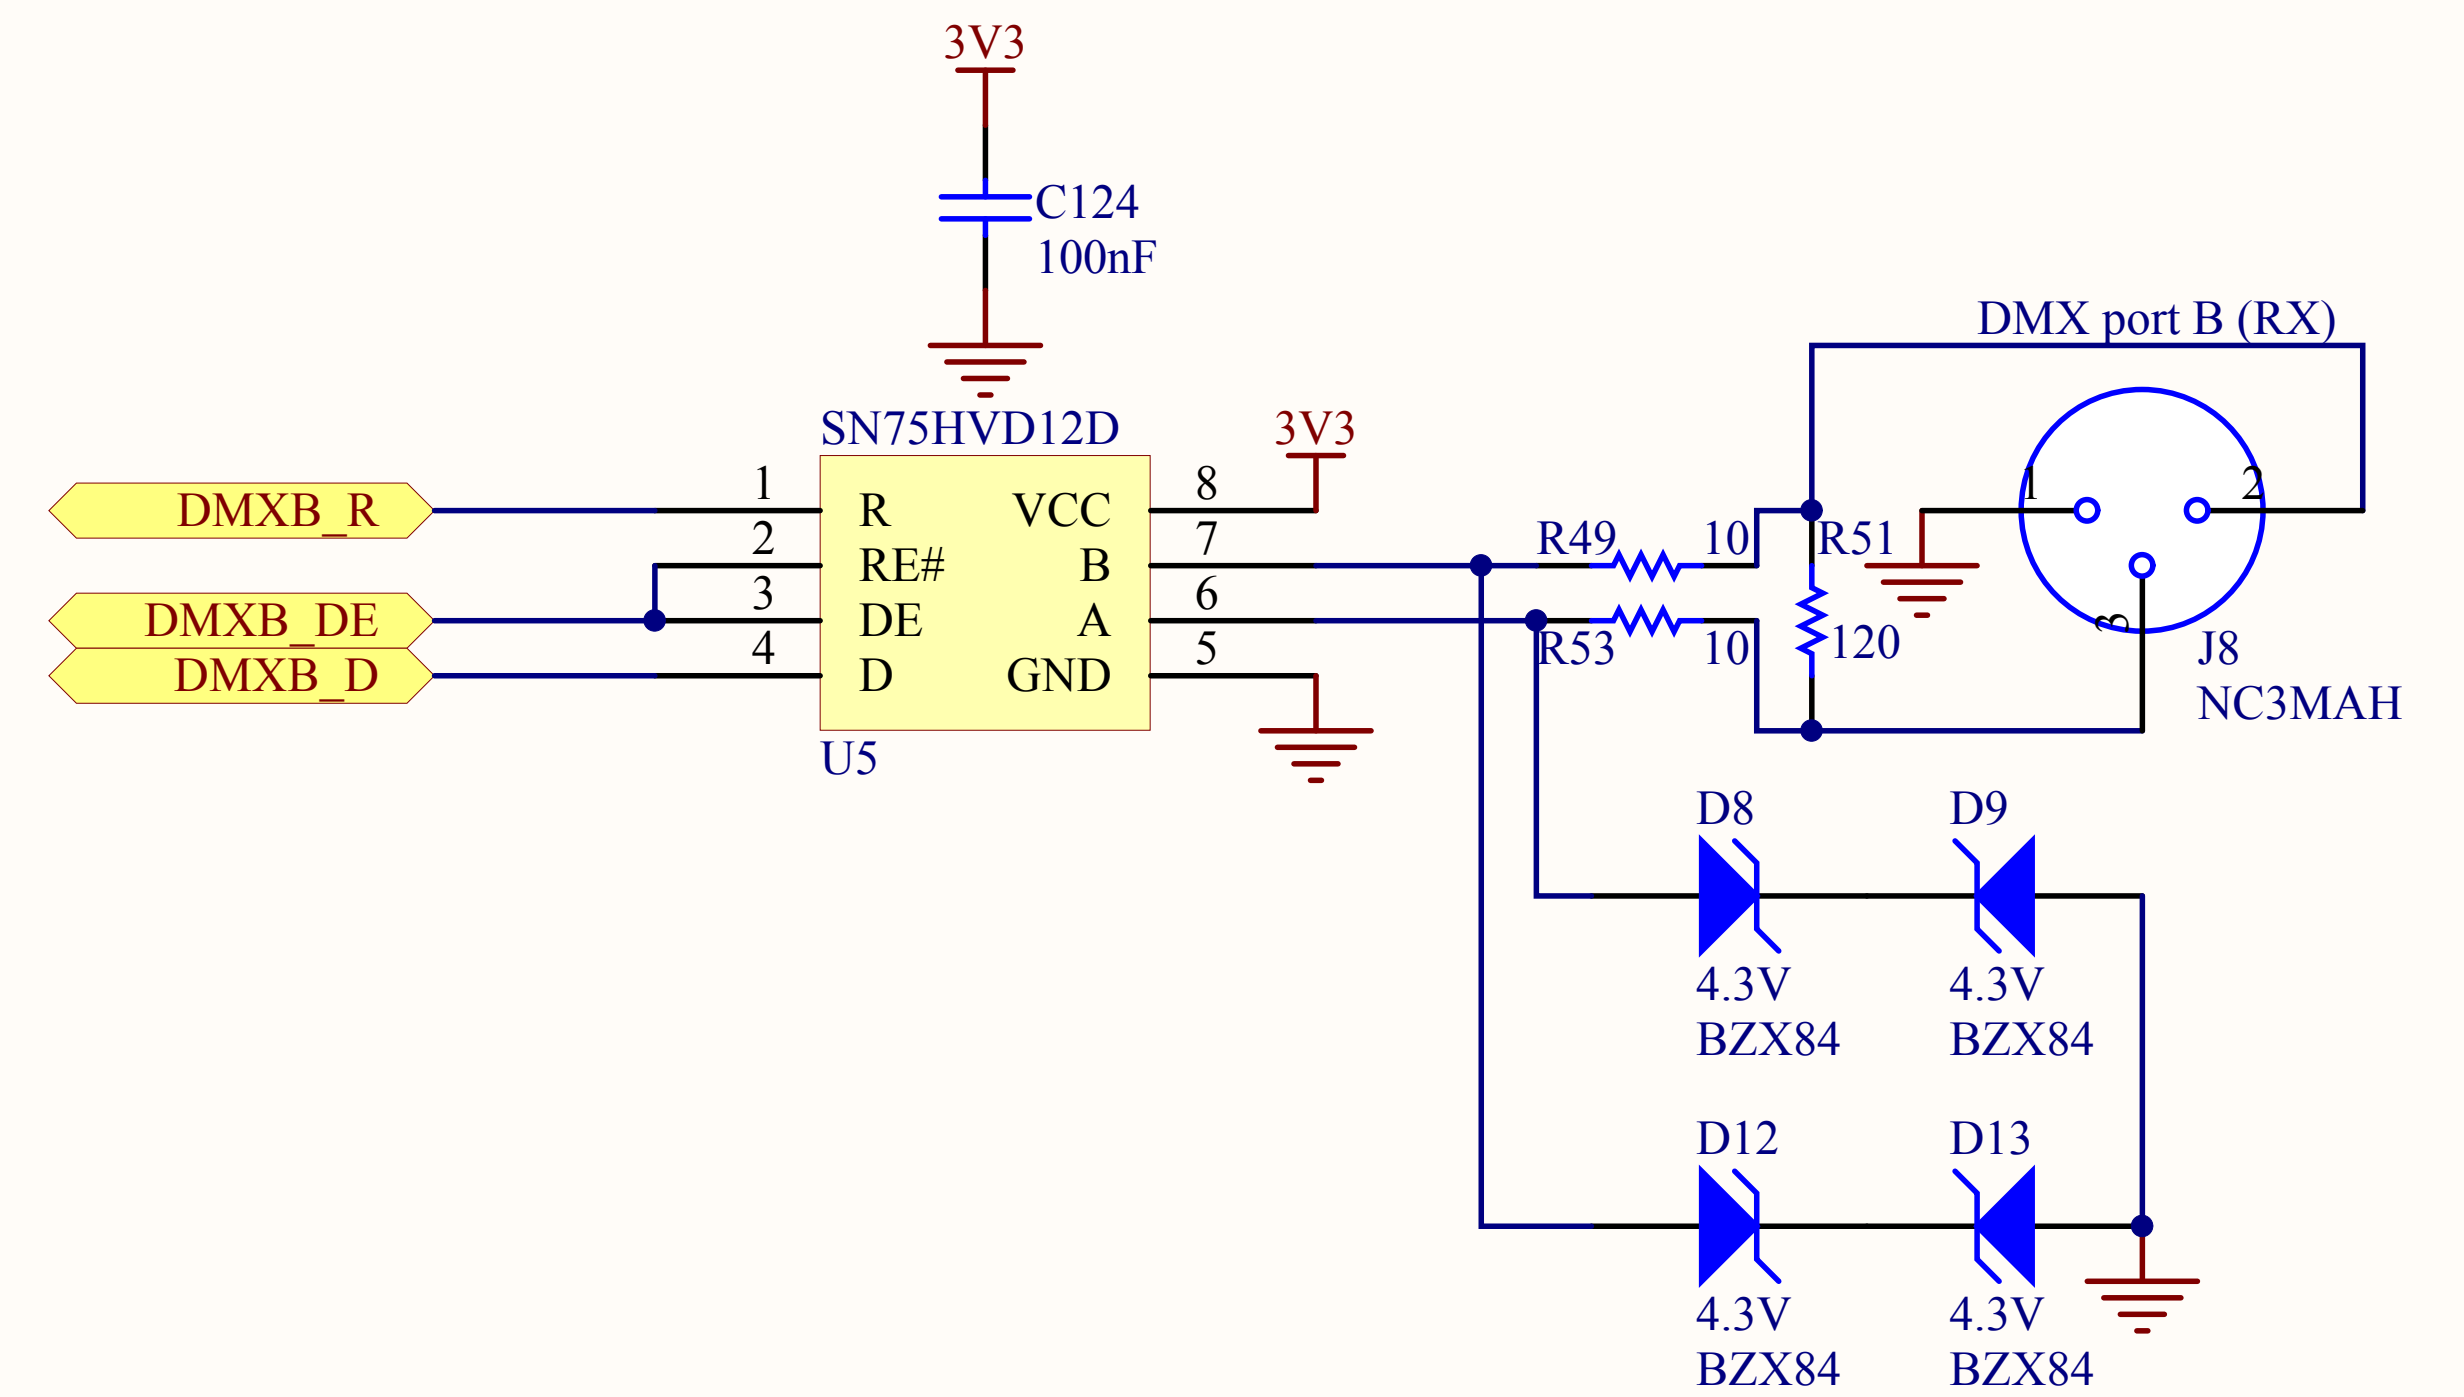 3V3
C124
100nF
DMX port B (RX)
SN75HVD12D
3V3
DMXB_R
1
R
VCC
8
1
2
2
RE#
B
7
R49
10
R51
DMXB_DE
3
DE
A
6
120
3
DMXB_D
4
D
GND
5
R53
10
J8
NC3MAH
U5
D8
D9
4.3V
4.3V
BZX84
BZX84
D12
D13
4.3V
4.3V
BZX84
BZX84